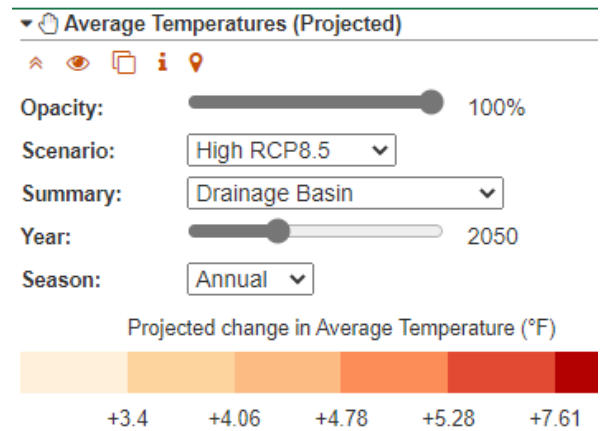 Average Temperatures (Projected)
i
Opacity: 100%
Scenario: High RCP8.5
Summary: Drainage Basin
Year: 2050
Season: Annual
Projected change in Average Temperature (°F)
+3.4 +4.06 +4.78 +5.28 +7.61